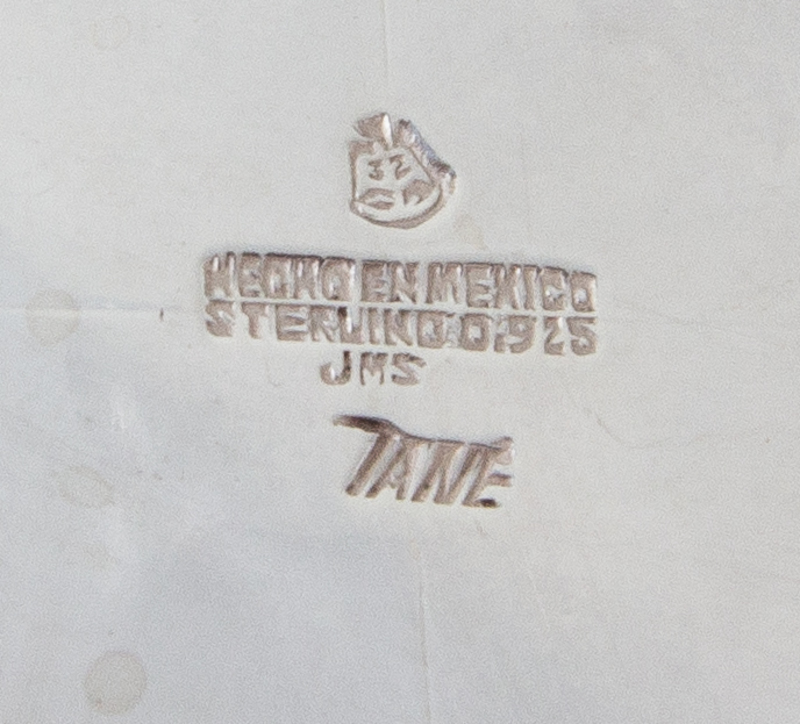 32
HECHO EN MEXICO
STERLING 0.925
JMS
TANE